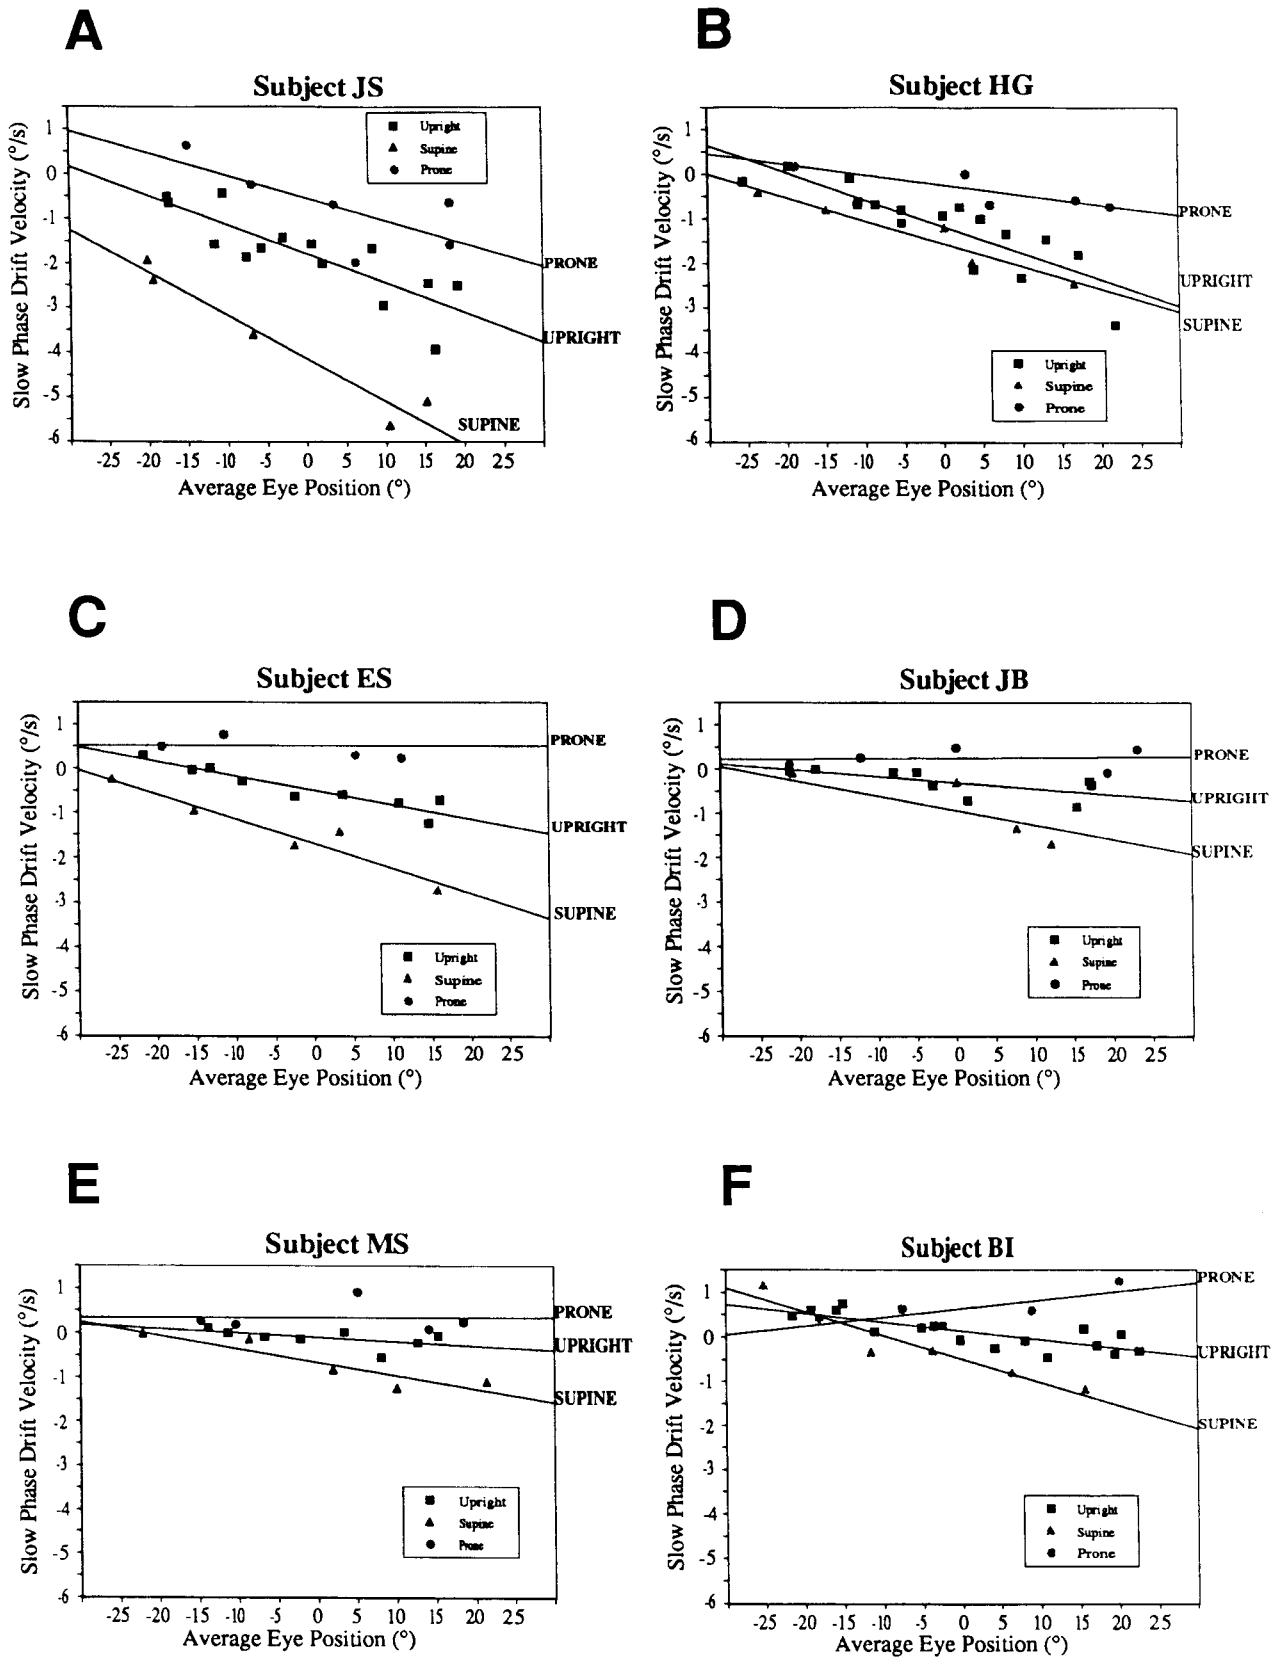 A
Subject JS
Slow Phase Drift Velocity (°/s)
1
0
-1
-2
-3
-4
-5
-6
Upright
Supine
Prone
PRONE
UPRIGHT
SUPINE
-25 -20 -15 -10 -5 0 5 10 15 20 25
Average Eye Position (°)
B
Subject HG
Slow Phase Drift Velocity (°/s)
1
0
-1
-2
-3
-4
-5
-6
PRONE
UPRIGHT
SUPINE
Upright
Supine
Prone
-25 -20 -15 -10 -5 0 5 10 15 20
Average Eye Position (°)
C
Subject ES
Slow Phase Drift Velocity (°/s)
1
0
-1
-2
-3
-4
-5
-6
PRONE
UPRIGHT
SUPINE
Upright
Supine
Prone
-25 -20 -15 -10 -5 0 5 10 15 20 25
Average Eye Position (°)
D
Subject JB
Slow Phase Drift Velocity (°/s)
1
0
-1
-2
-3
-4
-5
-6
PRONE
UPRIGHT
SUPINE
Upright
Supine
Prone
-25 -20 -15 -10 -5 0 5 10 15 20 25
Average Eye Position (°)
E
Subject MS
Slow Phase Drift Velocity (°/s)
1
0
-1
-2
-3
-4
-5
-6
PRONE
UPRIGHT
SUPINE
Upright
Supine
Prone
-25 -20 -15 -10 -5 0 5 10 15 20 25
Average Eye Position (°)
F
Subject BI
Slow Phase Drift Velocity (°/s)
1
0
-1
-2
-3
-4
-5
-6
PRONE
UPRIGHT
SUPINE
Upright
Supine
Prone
-25 -20 -15 -10 -5 0 5 10 15 20 25
Average Eye Position (°)